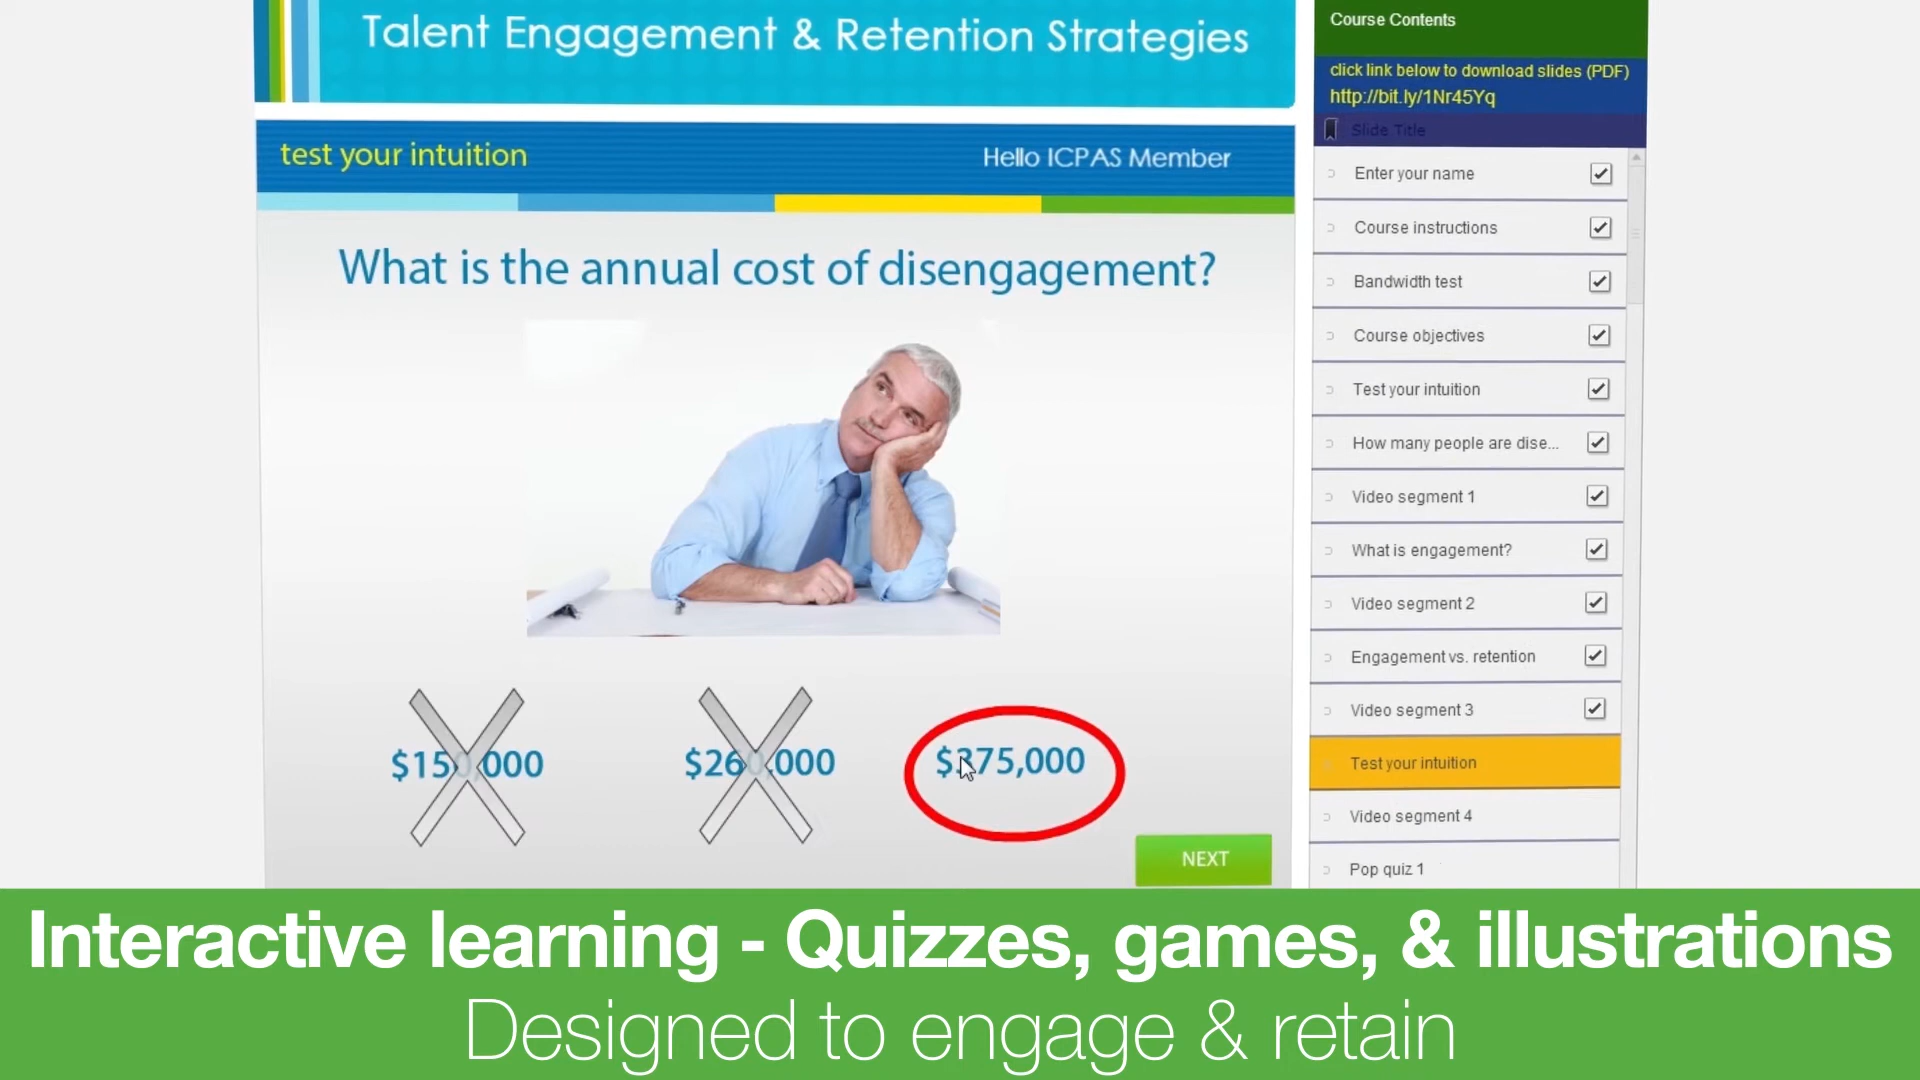 Talent Engagement & Retention Strategies
test your intuition
Hello ICPAS Member
What is the annual cost of disengagement?
$150,000
$260,000
$375,000
NEXT
Course Contents
click link below to download slides (PDF)
http://bit.ly/1Nr45Yq
Slide Title
Enter your name
Course instructions
Bandwidth test
Course objectives
Test your intuition
How many people are dise...
Video segment 1
What is engagement?
Video segment 2
Engagement vs. retention
Video segment 3
Test your intuition
Video segment 4
Pop quiz 1
Interactive learning - Quizzes, games, & illustrations
Designed to engage & retain